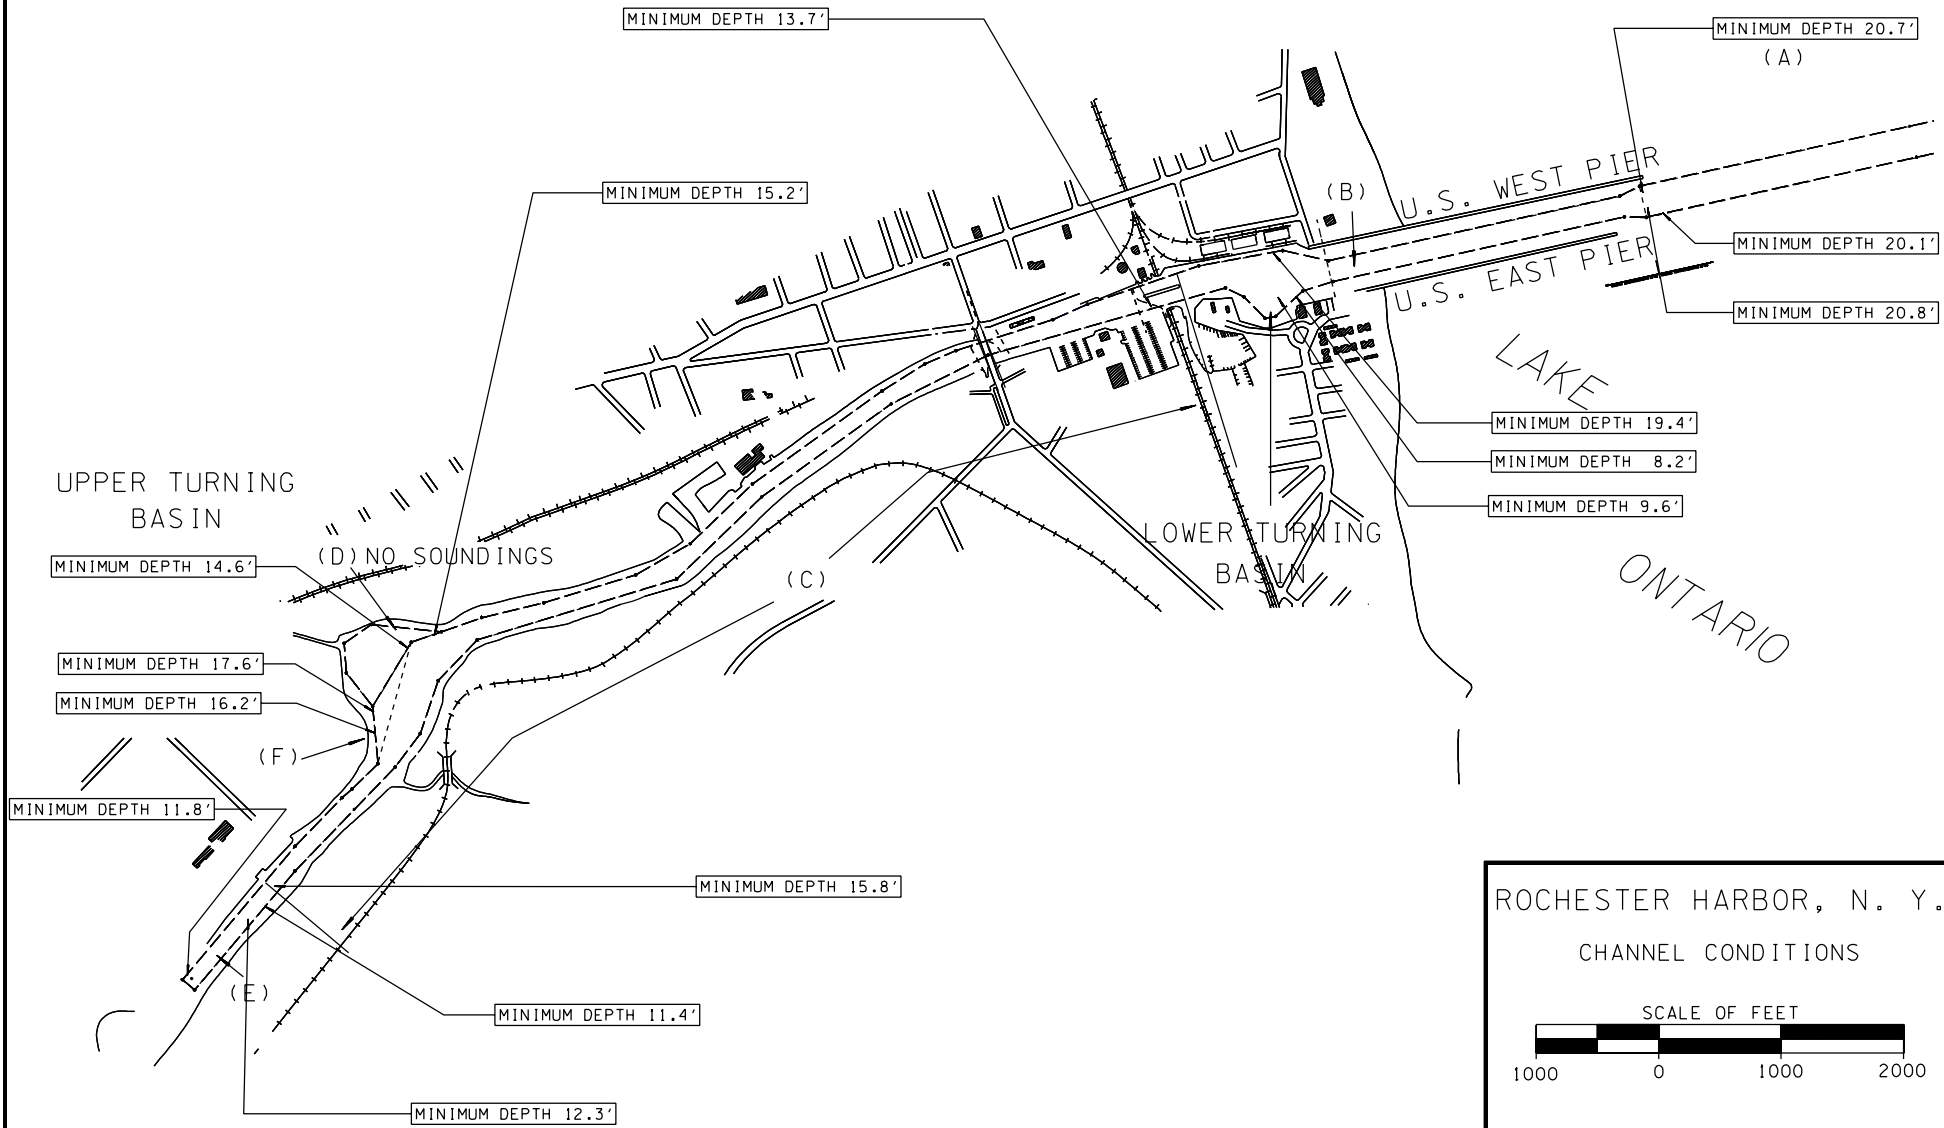 MINIMUM DEPTH 13.7'
MINIMUM DEPTH 20.7'
(A)
MINIMUM DEPTH 15.2'
(B)
U.S. WEST PIER
U.S. EAST PIER
MINIMUM DEPTH 20.1'
MINIMUM DEPTH 20.8'
LAKE
ONTARIO
MINIMUM DEPTH 19.4'
MINIMUM DEPTH 8.2'
MINIMUM DEPTH 9.6'
UPPER TURNING
BASIN
(D) NO SOUNDINGS
LOWER TURNING
BASIN
MINIMUM DEPTH 14.6'
(C)
MINIMUM DEPTH 17.6'
MINIMUM DEPTH 16.2'
(F)
MINIMUM DEPTH 11.8'
MINIMUM DEPTH 15.8'
(E)
MINIMUM DEPTH 11.4'
MINIMUM DEPTH 12.3'
ROCHESTER HARBOR, N. Y.
CHANNEL CONDITIONS
SCALE OF FEET
1000 0 1000 2000